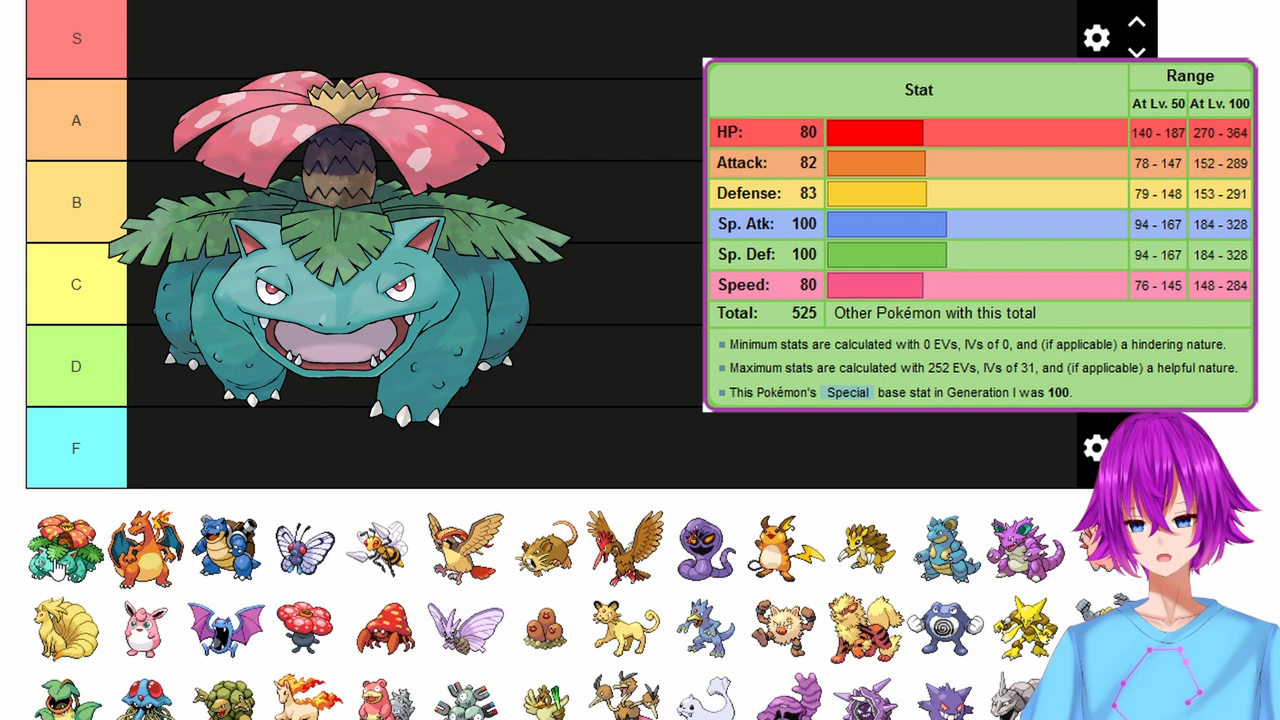 S
A
B
C
D
F
Stat Range
At Lv. 50 At Lv. 100
HP: 80 140 - 187 270 - 364
Attack: 82 78 - 147 152 - 289
Defense: 83 79 - 148 153 - 291
Sp. Atk: 100 94 - 167 184 - 328
Sp. Def: 100 94 - 167 184 - 328
Speed: 80 76 - 145 148 - 284
Total: 525 Other Pokémon with this total
Minimum stats are calculated with 0 EVs, IVs of 0, and (if applicable) a hindering nature.
Maximum stats are calculated with 252 EVs, IVs of 31, and (if applicable) a helpful nature.
This Pokémon's Special base stat in Generation I was 100.